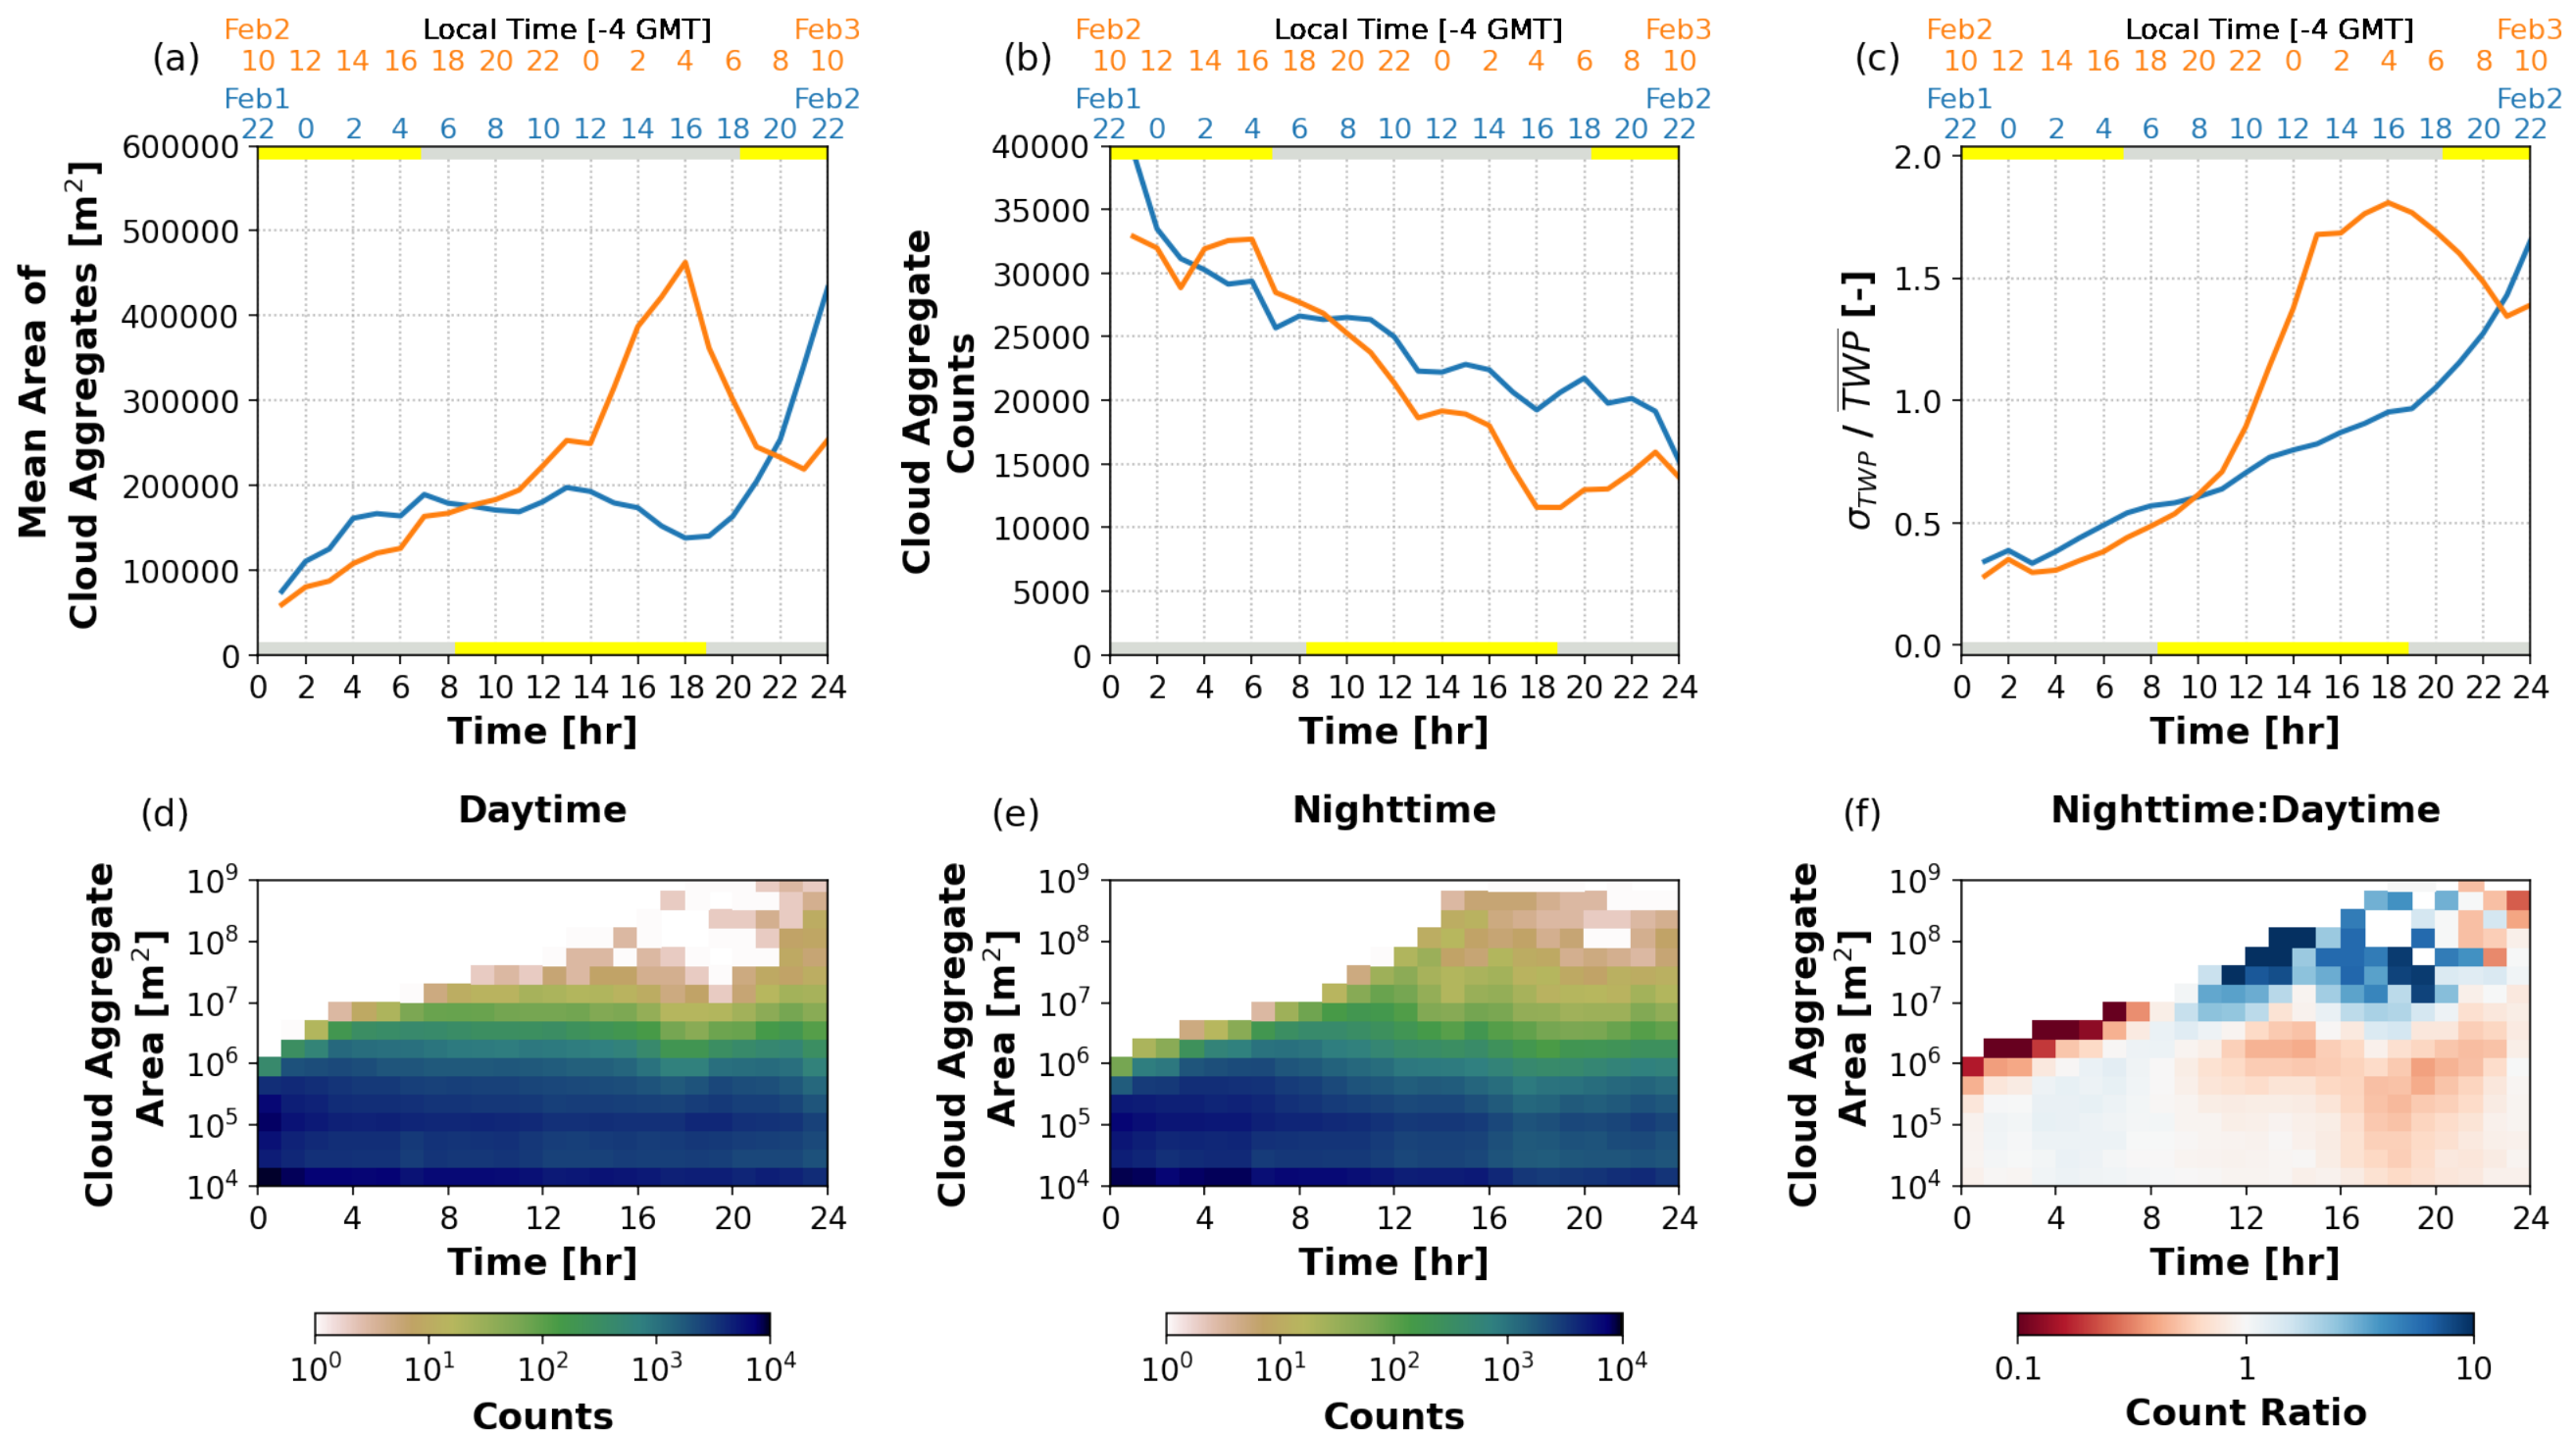 (a)
Feb2 Local Time [-4 GMT] Feb3
10 12 14 16 18 20 22 0 2 4 6 8 10
Feb1 Feb2
22 0 2 4 6 8 10 12 14 16 18 20 22
Mean Area of
Cloud Aggregates [m²]
600000
500000
400000
300000
200000
100000
0
0 2 4 6 8 10 12 14 16 18 20 22 24
Time [hr]
(b)
Feb2 Local Time [-4 GMT] Feb3
10 12 14 16 18 20 22 0 2 4 6 8 10
Feb1 Feb2
22 0 2 4 6 8 10 12 14 16 18 20 22
Cloud Aggregate
Counts
40000
35000
30000
25000
20000
15000
10000
5000
0
0 2 4 6 8 10 12 14 16 18 20 22 24
Time [hr]
(c)
Feb2 Local Time [-4 GMT] Feb3
10 12 14 16 18 20 22 0 2 4 6 8 10
Feb1 Feb2
22 0 2 4 6 8 10 12 14 16 18 20 22
σ_TWP / T̅W̅P̅ [-]
2.0
1.5
1.0
0.5
0.0
0 2 4 6 8 10 12 14 16 18 20 22 24
Time [hr]
(d) Daytime
Cloud Aggregate
Area [m²]
10⁹
10⁸
10⁷
10⁶
10⁵
10⁴
0 4 8 12 16 20 24
Time [hr]
10⁰ 10¹ 10² 10³ 10⁴
Counts
(e) Nighttime
Cloud Aggregate
Area [m²]
10⁹
10⁸
10⁷
10⁶
10⁵
10⁴
0 4 8 12 16 20 24
Time [hr]
10⁰ 10¹ 10² 10³ 10⁴
Counts
(f) Nighttime:Daytime
Cloud Aggregate
Area [m²]
10⁹
10⁸
10⁷
10⁶
10⁵
10⁴
0 4 8 12 16 20 24
Time [hr]
0.1 1 10
Count Ratio